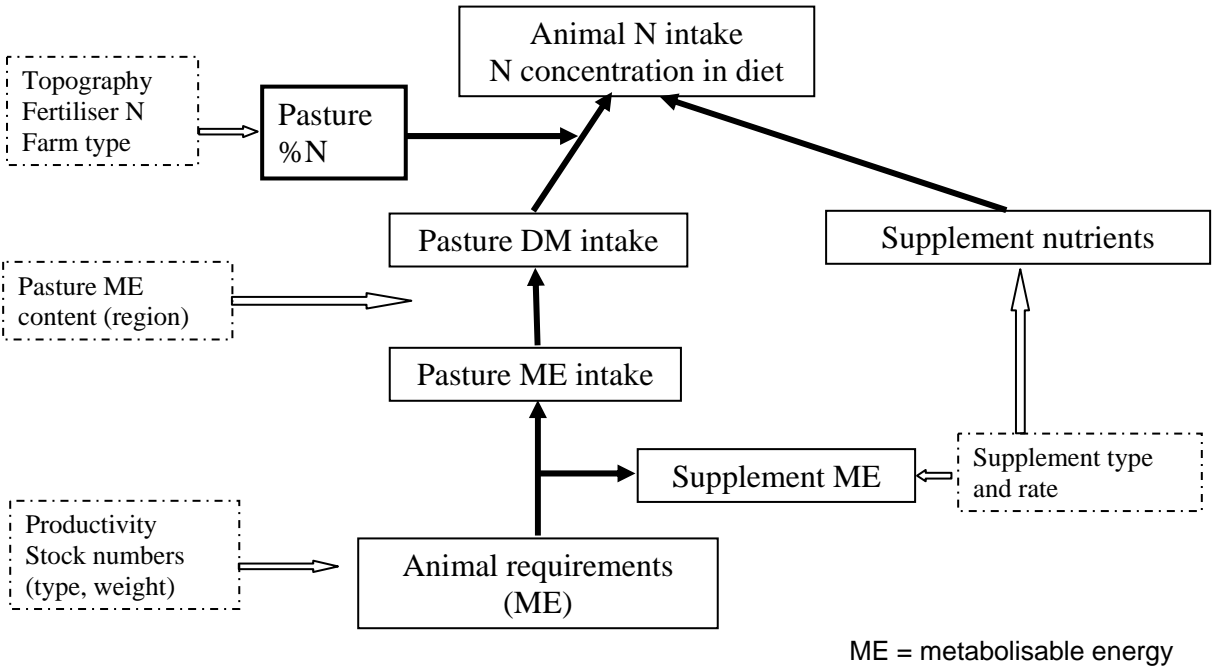 Animal N intake
N concentration in diet
Topography
Fertiliser N
Farm type
Pasture
%N
Pasture DM intake
Supplement nutrients
Pasture ME
content (region)
Pasture ME intake
Supplement ME
Supplement type
and rate
Productivity
Stock numbers
(type, weight)
Animal requirements
(ME)
ME = metabolisable energy